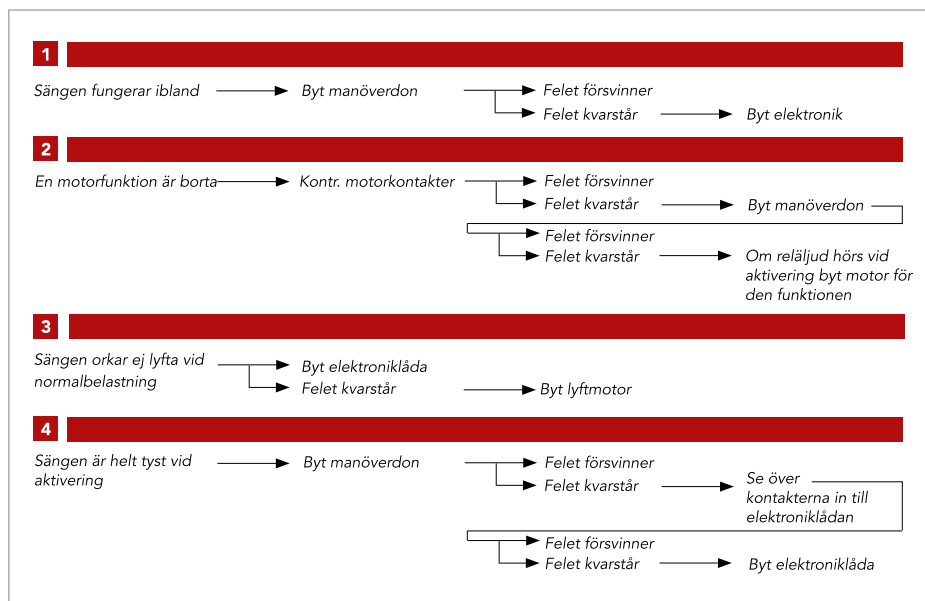 1
Sängen fungerar ibland
Byt manöverdon
Felet försvinner
Felet kvarstår
Byt elektronik
2
En motorfunktion är borta
Kontr. motorkontakter
Felet försvinner
Felet kvarstår
Byt manöverdon
Felet försvinner
Felet kvarstår
Om reläljud hörs vid
aktivering byt motor för
den funktionen
3
Sängen orkar ej lyfta vid
normalbelastning
Byt elektroniklåda
Felet kvarstår
Byt lyftmotor
4
Sängen är helt tyst vid
aktivering
Byt manöverdon
Felet försvinner
Felet kvarstår
Se över
kontakterna in till
elektroniklådan
Felet försvinner
Felet kvarstår
Byt elektroniklåda